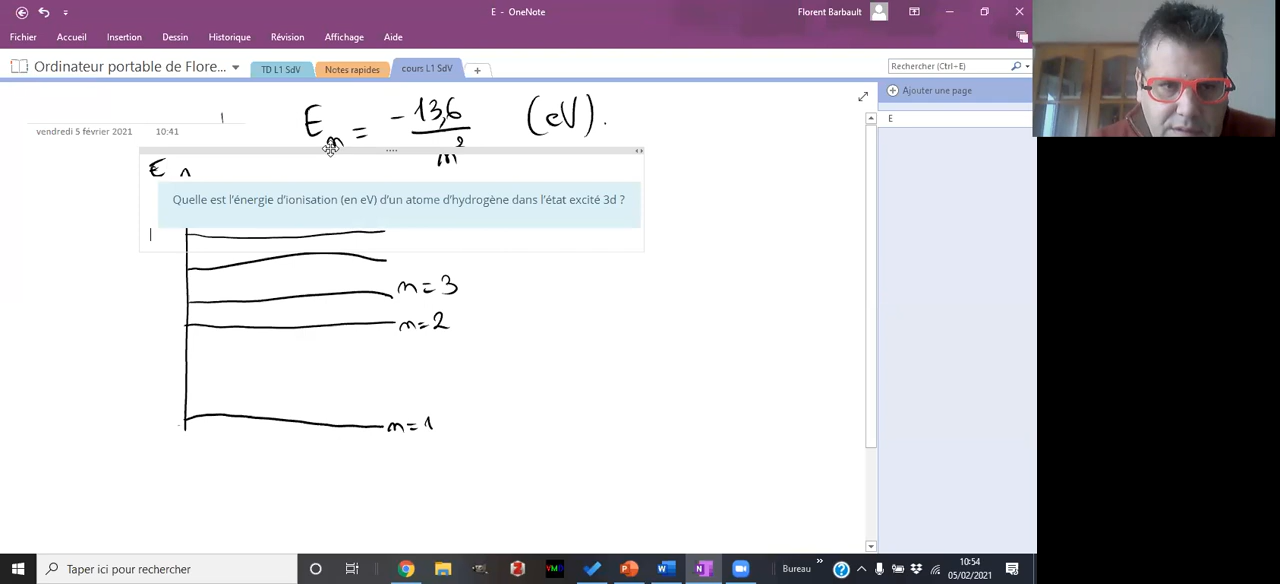 E - OneNote
Florent Barbault
Fichier Accueil Insertion Dessin Historique Révision Affichage Aide
Ordinateur portable de Flore... TD L1 SdV Notes rapides cours L1 SdV
Rechercher (Ctrl+E)
Ajouter une page
E
vendredi 5 février 2021 10:41
En = -13,6 / n² (eV).
E
Quelle est l'énergie d'ionisation (en eV) d'un atome d'hydrogène dans l'état excité 3d ?
n = 3
n = 2
n = 1
Taper ici pour rechercher
VMD
Bureau
10:54
05/02/2021